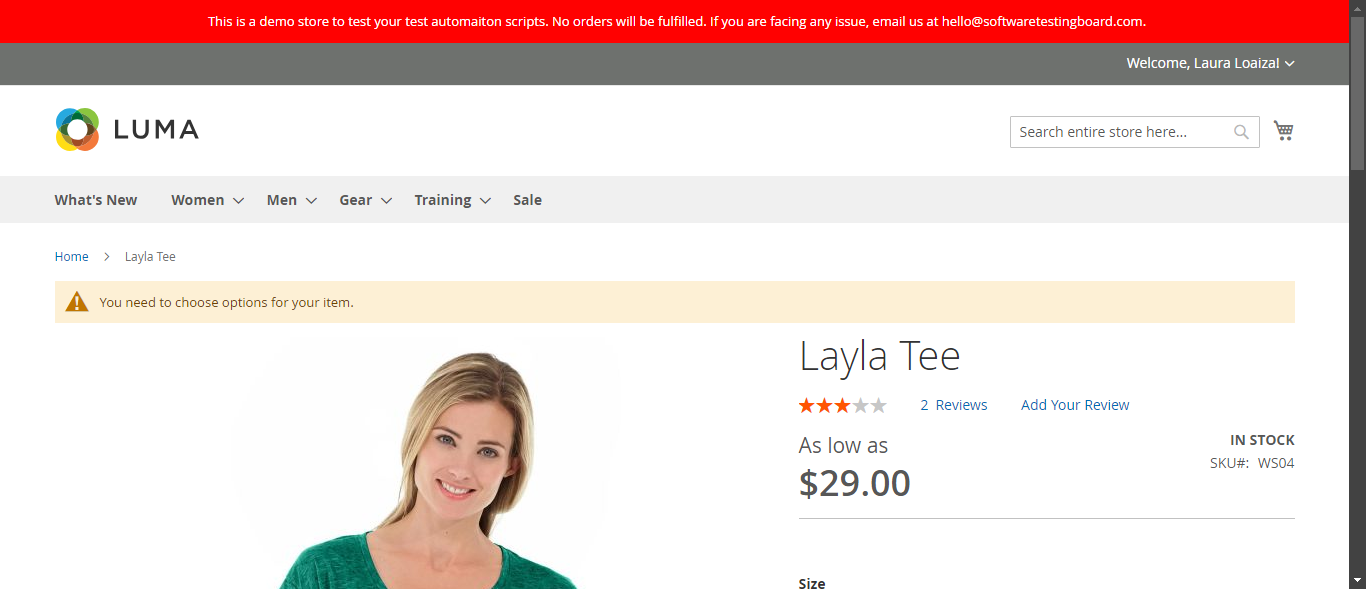 This is a demo store to test your test automaiton scripts. No orders will be fulfilled. If you are facing any issue, email us at hello@softwaretestingboard.com.
Welcome, Laura Loaiza!
LUMA
Search entire store here...
What's New Women Men Gear Training Sale
Home Layla Tee
You need to choose options for your item.
Layla Tee
2 Reviews Add Your Review
As low as
$29.00
IN STOCK
SKU#: WS04
Size